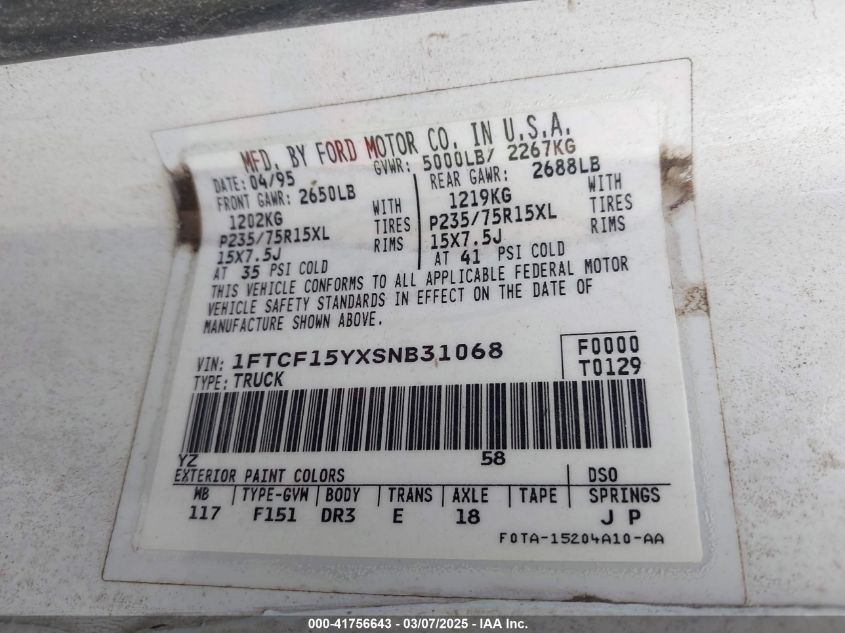 MFD. BY FORD MOTOR CO. IN U.S.A.
DATE: 04/95 GVWR: 5000LB/ 2267KG
FRONT GAWR: 2650LB REAR GAWR: 2688LB
1202KG WITH 1219KG WITH
P235/75R15XL TIRES P235/75R15XL TIRES
15X7.5J RIMS 15X7.5J RIMS
AT 35 PSI COLD AT 41 PSI COLD
THIS VEHICLE CONFORMS TO ALL APPLICABLE FEDERAL MOTOR
VEHICLE SAFETY STANDARDS IN EFFECT ON THE DATE OF
MANUFACTURE SHOWN ABOVE.
VIN: 1FTCF15YXSNB31068 F0000
TYPE: TRUCK T0129
YZ 58
EXTERIOR PAINT COLORS DSO
WB TYPE-GVW BODY TRANS AXLE TAPE SPRINGS
117 F151 DR3 E 18 J P
F0TA-15204A10-AA
000-41756643 - 03/07/2025 - IAA Inc.